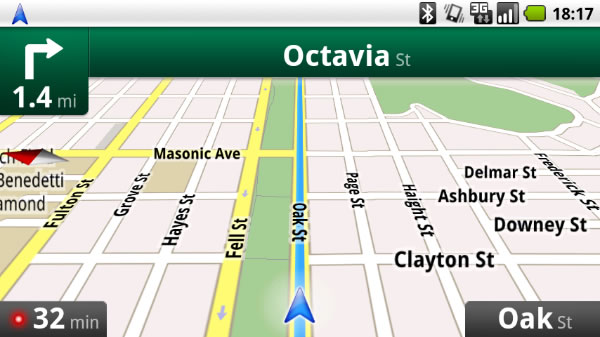 3G
18:17
Octavia St
1.4 mi
Masonic Ave
Benedetti
amond
Fulton St
Grove St
Hayes St
Fell St
Oak St
Page St
Haight St
Frederick St
Delmar St
Ashbury St
Downey St
Clayton St
32 min
Oak St